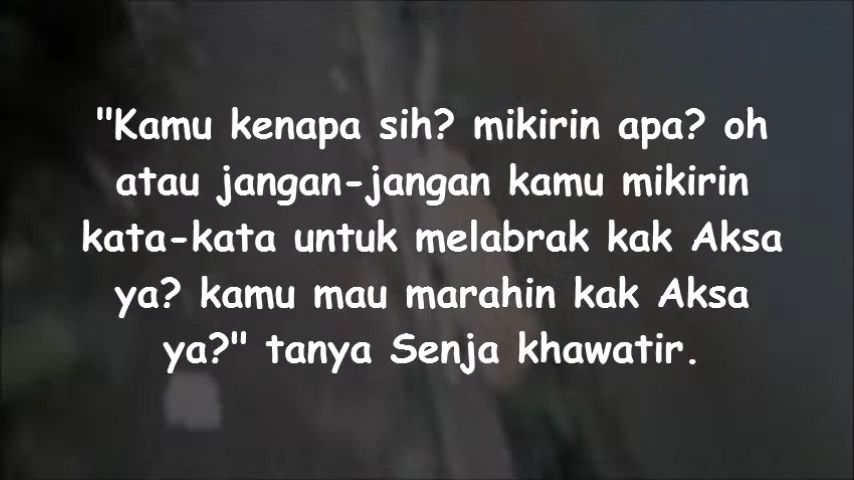 "Kamu kenapa sih? mikirin apa? oh
atau jangan-jangan kamu mikirin
kata-kata untuk melabrak kak Aksa
ya? kamu mau marahin kak Aksa
ya?" tanya Senja khawatir.